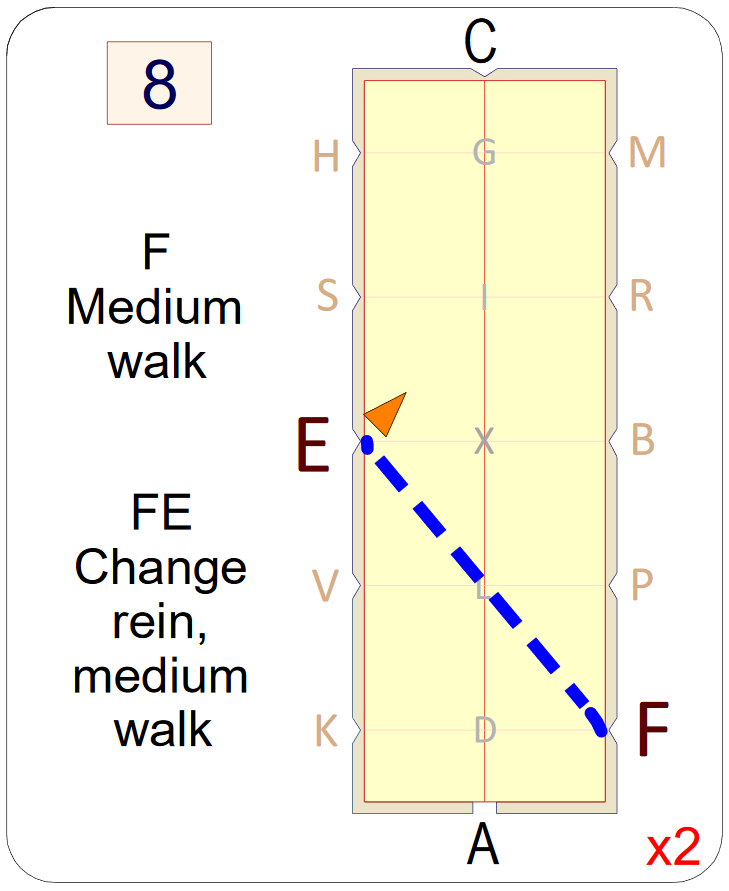 8
F
Medium
walk
FE
Change
rein,
medium
walk
C
H G M
S I R
E X B
V L P
K D F
A
x2